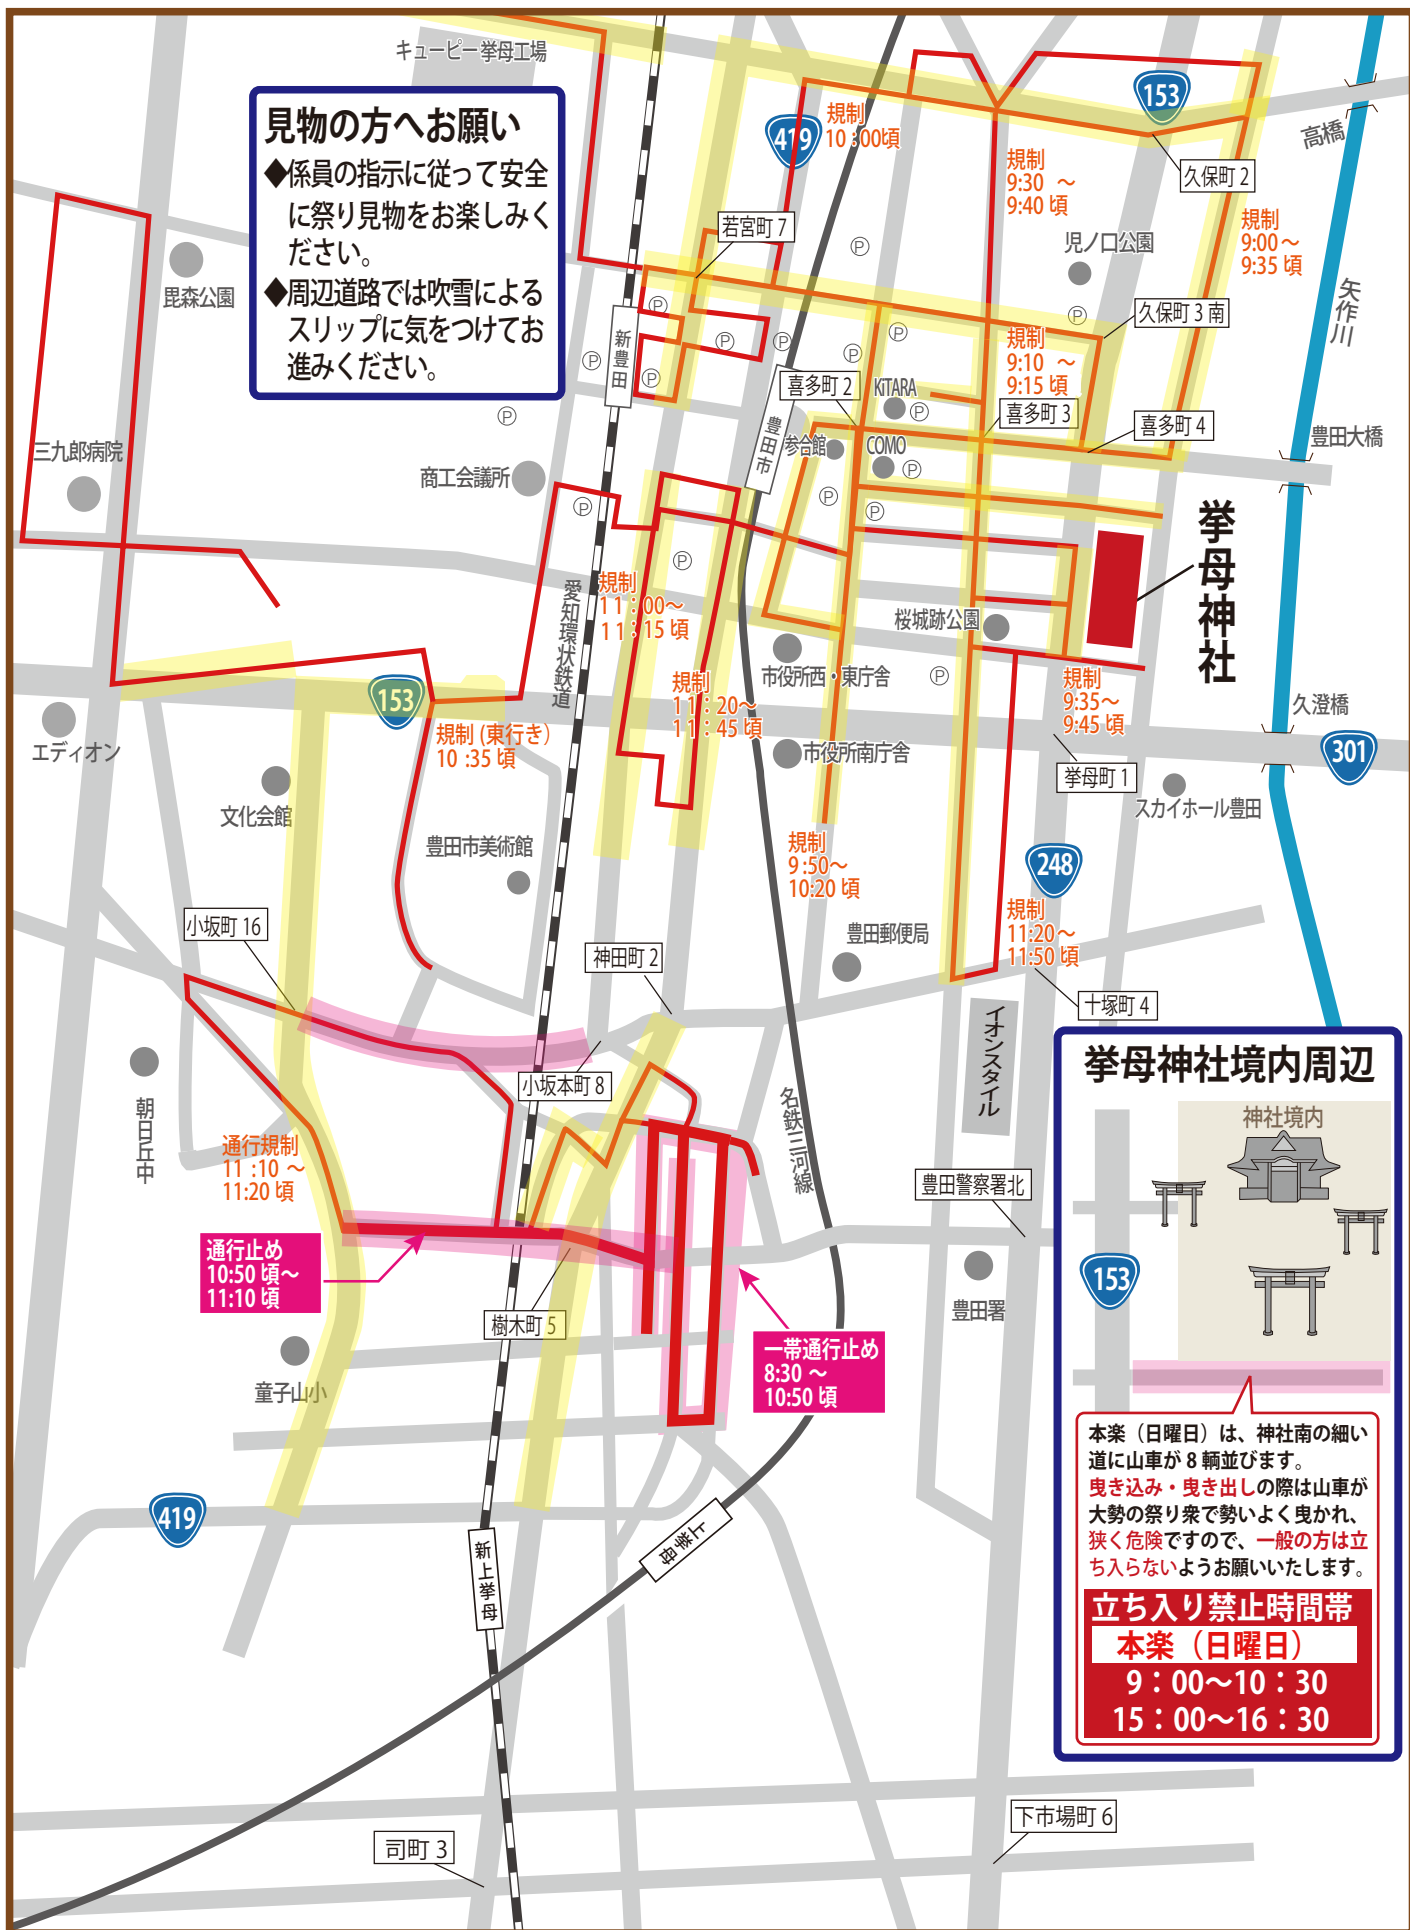 キューピー挙母工場
見物の方へお願い
◆係員の指示に従って安全
に祭り見物をお楽しみく
ださい。
◆周辺道路では吹雪による
スリップに気をつけてお
進みください。
419
規制
10:00頃
153
高橋
久保町 2
規制
9:30 ～
9:40 頃
規制
9:00～
9:35 頃
若宮町 7
Ⓟ
児ノ口公園
毘森公園
矢作川
新豊田
Ⓟ
Ⓟ
Ⓟ
Ⓟ
Ⓟ
Ⓟ
Ⓟ
Ⓟ
久保町 3 南
規制
9:10 ～
9:15 頃
喜多町 2
KiTARA
Ⓟ
喜多町 3
喜多町 4
豊田大橋
Ⓟ
豊田市
参合館
COMO
Ⓟ
三九郎病院
商工会議所
Ⓟ
Ⓟ
Ⓟ
Ⓟ
挙母神社
愛知環状鉄道
規制
11:00～
11:15 頃
桜城跡公園
市役所西・東庁舎
Ⓟ
規制
9:35～
9:45 頃
153
規制 (東行き)
10 :35 頃
規制
11:20～
11:45 頃
久澄橋
301
エディオン
市役所南庁舎
挙母町 1
スカイホール豊田
文化会館
豊田市美術館
規制
9:50～
10:20 頃
248
規制
11:20～
11:50 頃
小坂町 16
神田町 2
豊田郵便局
十塚町 4
イオンスタイル
小坂本町 8
朝日丘中
名鉄三河線
通行規制
11 :10 ～
11:20 頃
豊田警察署北
通行止め
10:50 頃～
11:10 頃
樹木町 5
豊田署
一帯通行止め
8:30 ～
10:50 頃
童子山小
419
新上挙母
上挙母
司町 3
下市場町 6
挙母神社境内周辺
神社境内
153
本楽（日曜日）は、神社南の細い
道に山車が 8 輌並びます。
曳き込み・曳き出しの際は山車が
大勢の祭り衆で勢いよく曳かれ、
狭く危険ですので、一般の方は立
ち入らないようお願いいたします。
立ち入り禁止時間帯
本楽（日曜日）
9：00～10：30
15：00～16：30